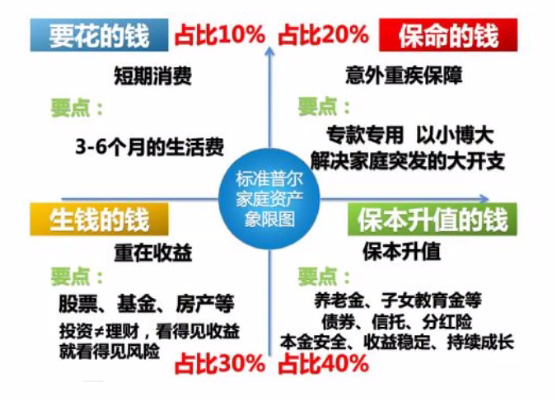 要花的钱 占比10%
短期消费
要点：
3-6个月的生活费
占比20% 保命的钱
意外重疾保障
要点：
专款专用 以小博大
解决家庭突发的大开支
标准普尔
家庭资产
象限图
生钱的钱
重在收益
要点：
股票、基金、房产等
投资≠理财，看得见收益
就看得见风险
占比30%
保本升值的钱
保本升值
要点：
养老金、子女教育金等
债券、信托、分红险
本金安全、收益稳定、持续成长
占比40%